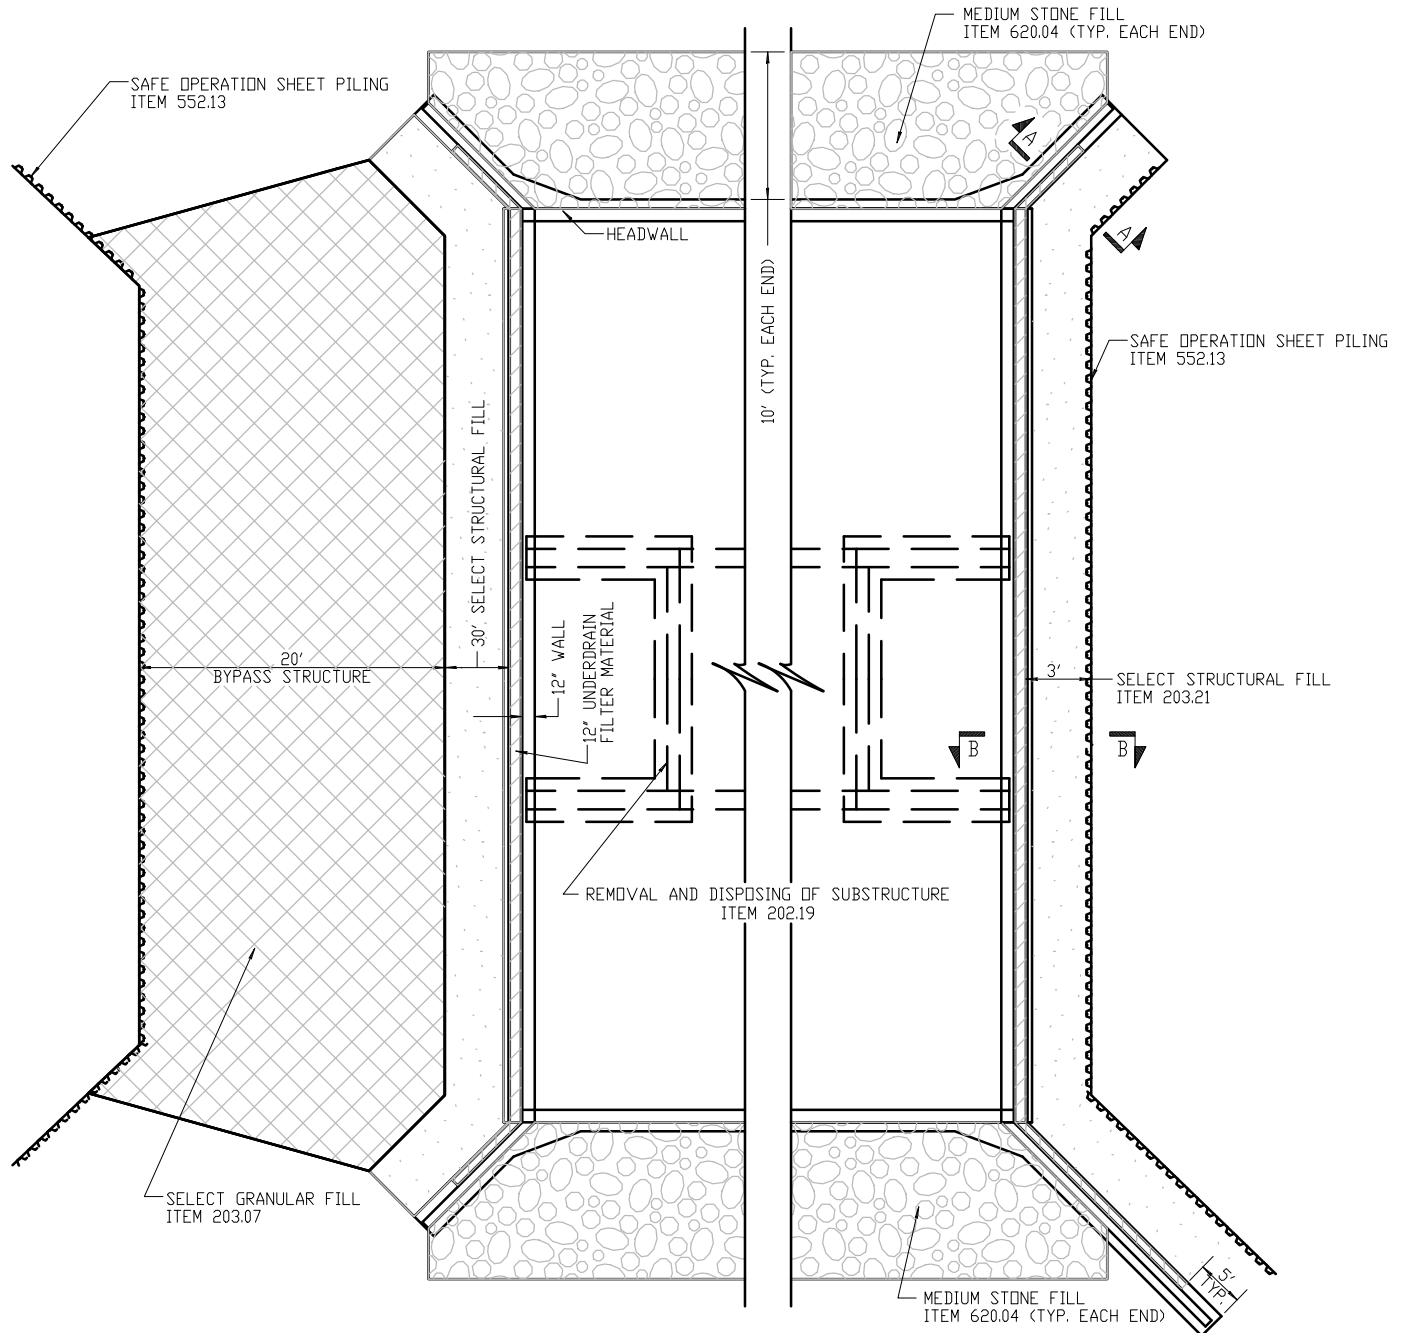 MEDIUM STONE FILL
ITEM 620.04 (TYP. EACH END)
SAFE OPERATION SHEET PILING
ITEM 552.13
A
HEADWALL
A
10' (TYP. EACH END)
SAFE OPERATION SHEET PILING
ITEM 552.13
30' SELECT STRUCTURAL FILL
12" WALL
12" UNDERDRAIN
FILTER MATERIAL
20'
BYPASS STRUCTURE
3'
SELECT STRUCTURAL FILL
ITEM 203.21
B
B
REMOVAL AND DISPOSING OF SUBSTRUCTURE
ITEM 202.19
SELECT GRANULAR FILL
ITEM 203.07
5'
TYP.
MEDIUM STONE FILL
ITEM 620.04 (TYP. EACH END)